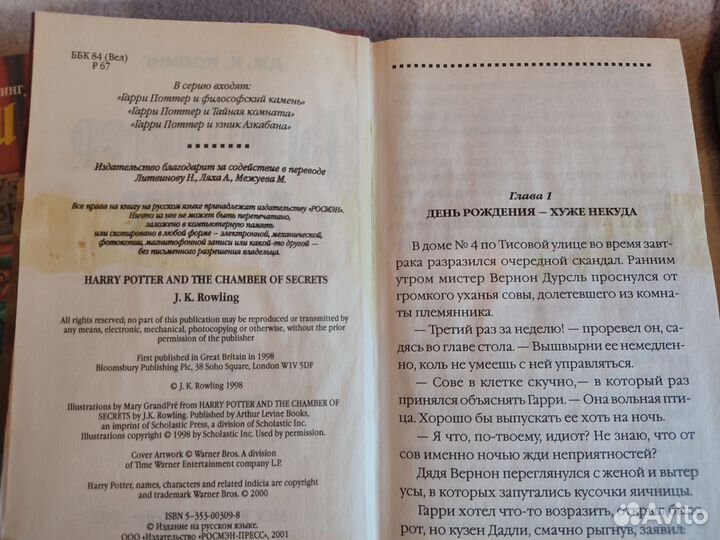 ББК 84 (Вел)
Р 67
ДЖ. К. РОЛИНГ
В серию входят:
«Гарри Поттер и философский камень»
«Гарри Поттер и Тайная комната»
«Гарри Поттер и узник Азкабана»
Издательство благодарит за содействие в переводе
Литвинову Н., Ляха А., Межуева М.
Все права на книгу на русском языке принадлежат издательству «РОСМЭН».
Ничто из нее не может быть перепечатано,
заложено в компьютерную память
или скопировано в любой форме – электронной, механической,
фотокопии, магнитофонной записи или какой-то другой —
без письменного разрешения владельца.
HARRY POTTER AND THE CHAMBER OF SECRETS
J. K. Rowling
All rights reserved; no part of this publication may be reproduced or transmitted by
any means, electronic, mechanical, photocopying or otherwise, without the prior
permission of the publisher
First published in Great Britain in 1998
Bloomsbury Publishing Plc, 38 Soho Square, London W1V 5DF
© J. K. Rowling 1998
Illustrations by Mary GrandPré from HARRY POTTER AND THE CHAMBER OF
SECRETS by J.K. Rowling. Published by Arthur Levine Books,
an imprint of Scholastic Press, a division of Scholastic Inc.
Illustrations copyright © 1998 by Scholastic Inc. Used by permission.
Cover Artwork © Warner Bros. A division
of Time Warner Entertainment company L.P.
Harry Potter, names, characters and related indicia are copyright
and trademark Warner Bros. © 2000
ISBN 5-353-00309-8
© Издание на русском языке.
ООО «Издательство «РОСМЭН-ПРЕСС», 2001
Глава 1
ДЕНЬ РОЖДЕНИЯ — ХУЖЕ НЕКУДА
В доме № 4 по Тисовой улице во время завт-
рака разразился очередной скандал. Ранним
утром мистер Вернон Дурсль проснулся от
громкого уханья совы, долетевшего из комна-
ты племянника.
— Третий раз за неделю! — проревел он, са-
дясь во главе стола. — Вышвырни ее немедлен-
но, коль не умеешь с ней управляться.
— Сове в клетке скучно,— в который раз
принялся объяснять Гарри.— Она вольная пти-
ца. Хорошо бы выпускать ее хоть на ночь.
— Я что, по-твоему, идиот? Не знаю, что от
сов именно ночью жди неприятностей?
Дядя Вернон переглянулся с женой и вытер
усы, в которых запутались кусочки яичницы.
Гарри хотел что-то возразить, открыл было
рот, но кузен Дадли, смачно рыгнув, заявил:
Avito